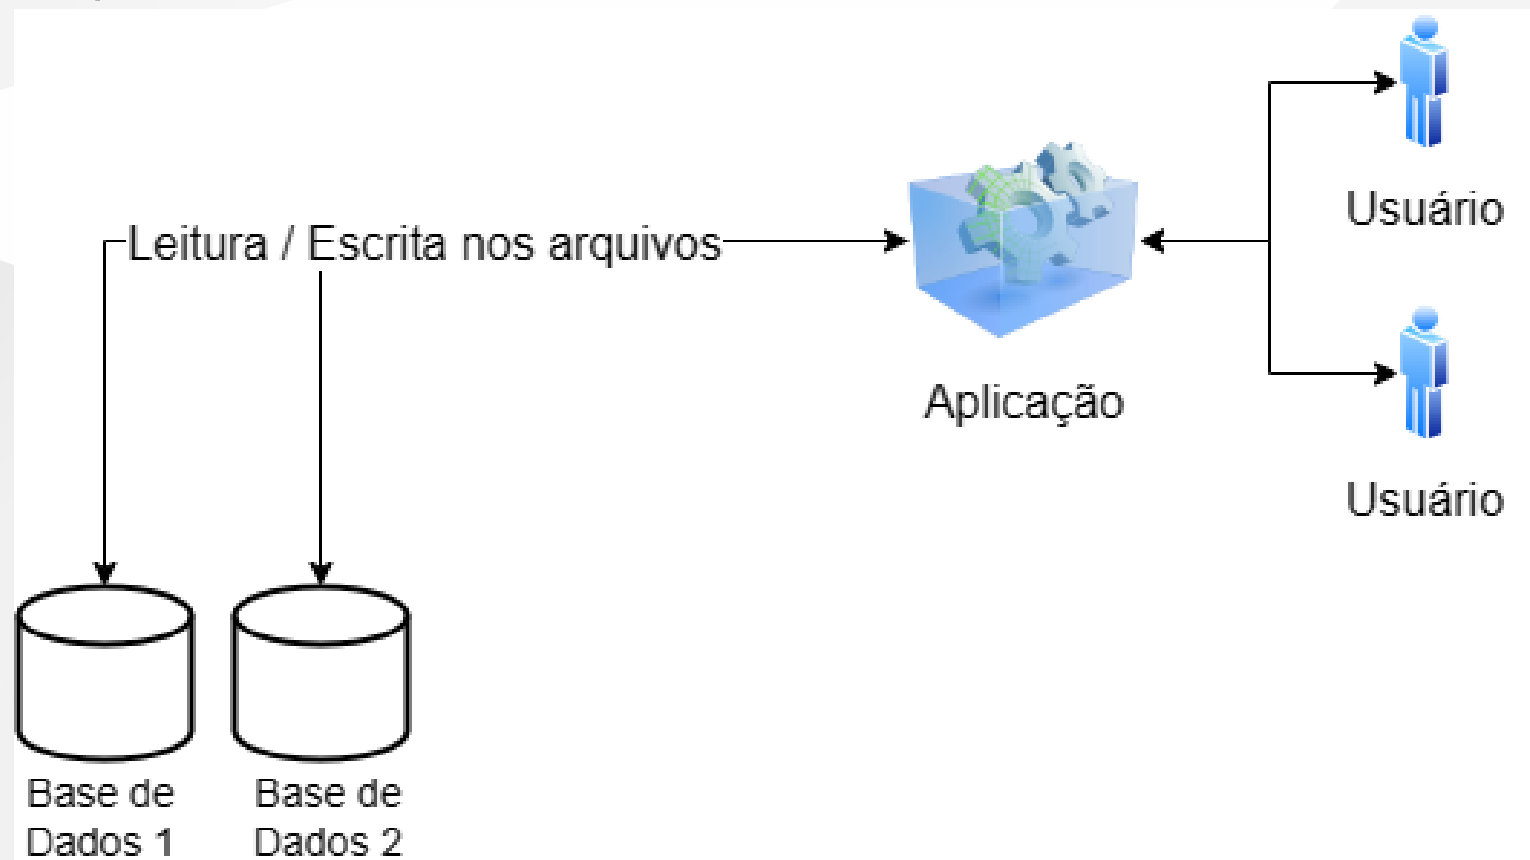 Usuário
Leitura / Escrita nos arquivos
Aplicação
Usuário
Base de
Dados 1
Base de
Dados 2